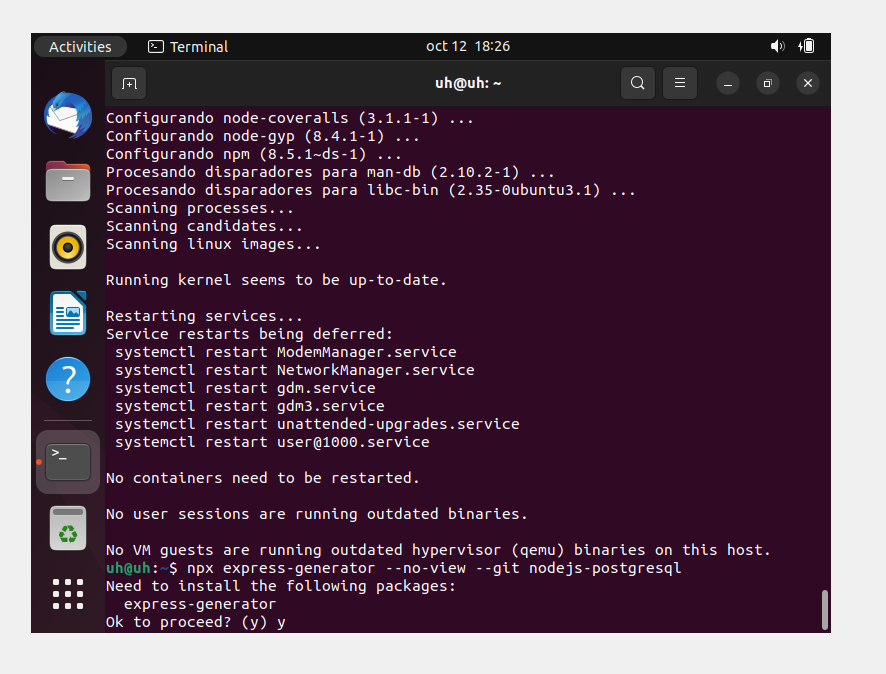 Activities
Terminal
oct 12 18:26
uh@uh: ~
Configurando node-coveralls (3.1.1-1) ...
Configurando node-gyp (8.4.1-1) ...
Configurando npm (8.5.1~ds-1) ...
Procesando disparadores para man-db (2.10.2-1) ...
Procesando disparadores para libc-bin (2.35-0ubuntu3.1) ...
Scanning processes...
Scanning candidates...
Scanning linux images...
Running kernel seems to be up-to-date.
Restarting services...
Service restarts being deferred:
systemctl restart ModemManager.service
systemctl restart NetworkManager.service
systemctl restart gdm.service
systemctl restart gdm3.service
systemctl restart unattended-upgrades.service
systemctl restart user@1000.service
No containers need to be restarted.
No user sessions are running outdated binaries.
No VM guests are running outdated hypervisor (qemu) binaries on this host.
uh@uh:~$ npx express-generator --no-view --git nodejs-postgresql
Need to install the following packages:
express-generator
Ok to proceed? (y) y